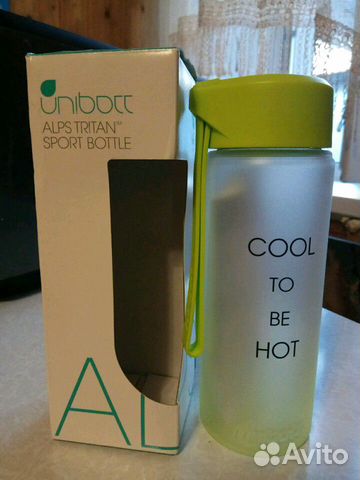 unibott
ALPS TRITAN™
SPORT BOTTLE
AL
COOL
TO
BE
HOT
Avito